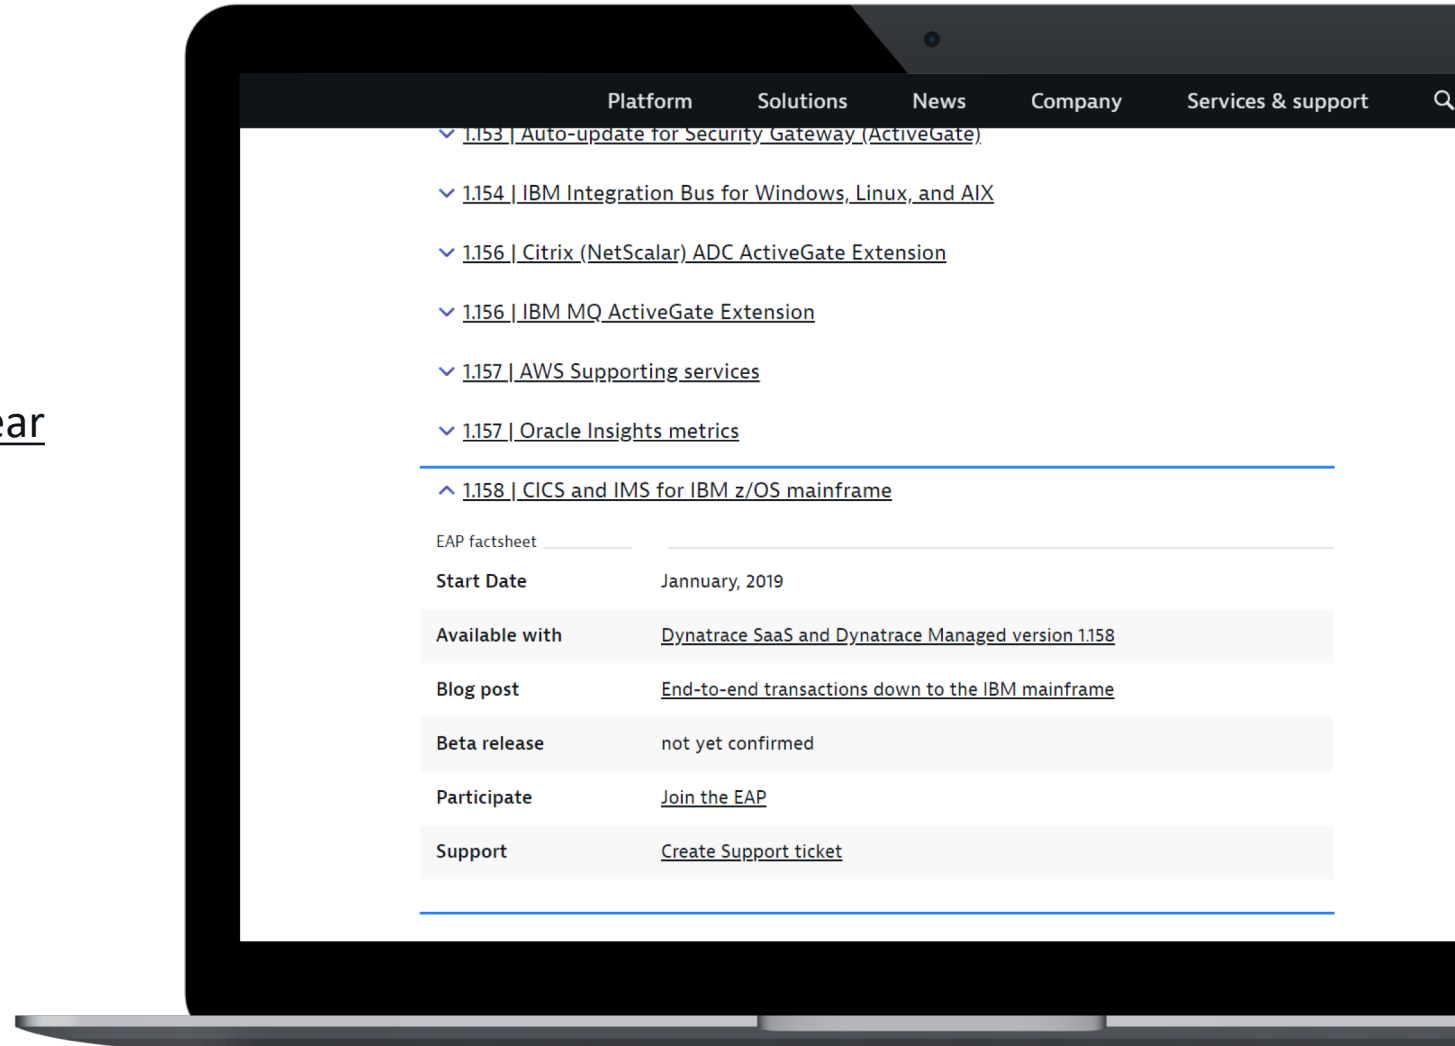 Platform Solutions News Company Services & support
1.153 | Auto-update for Security Gateway (ActiveGate)
1.154 | IBM Integration Bus for Windows, Linux, and AIX
1.156 | Citrix (NetScalar) ADC ActiveGate Extension
1.156 | IBM MQ ActiveGate Extension
1.157 | AWS Supporting services
ear
1.157 | Oracle Insights metrics
1.158 | CICS and IMS for IBM z/OS mainframe
EAP factsheet
Start Date Jannuary, 2019
Available with Dynatrace SaaS and Dynatrace Managed version 1.158
Blog post End-to-end transactions down to the IBM mainframe
Beta release not yet confirmed
Participate Join the EAP
Support Create Support ticket